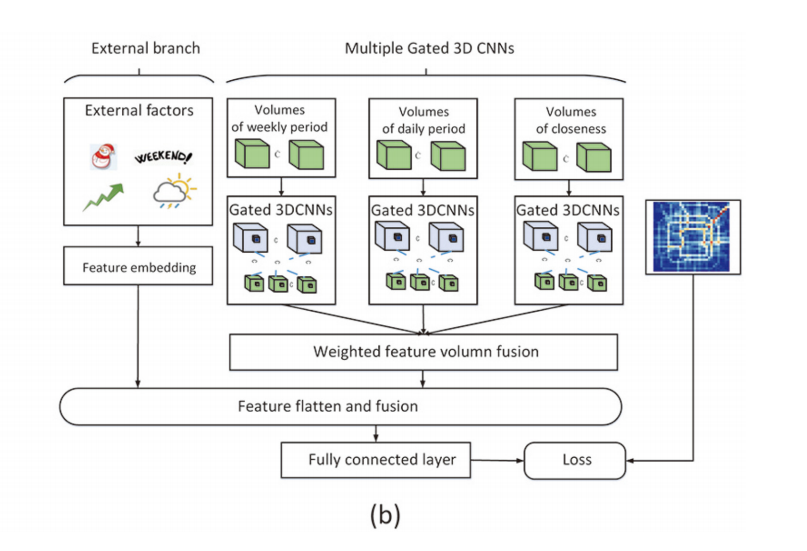 External branch
Multiple Gated 3D CNNs
External factors
WEEKEND!
Feature embedding
Volumes
of weekly period
C
Volumes
of daily period
C
Volumes
of closeness
C
Gated 3DCNNs
C
C
Gated 3DCNNs
C
C
Gated 3DCNNs
C
C
Weighted feature volumn fusion
Feature flatten and fusion
Fully connected layer
Loss
(b)